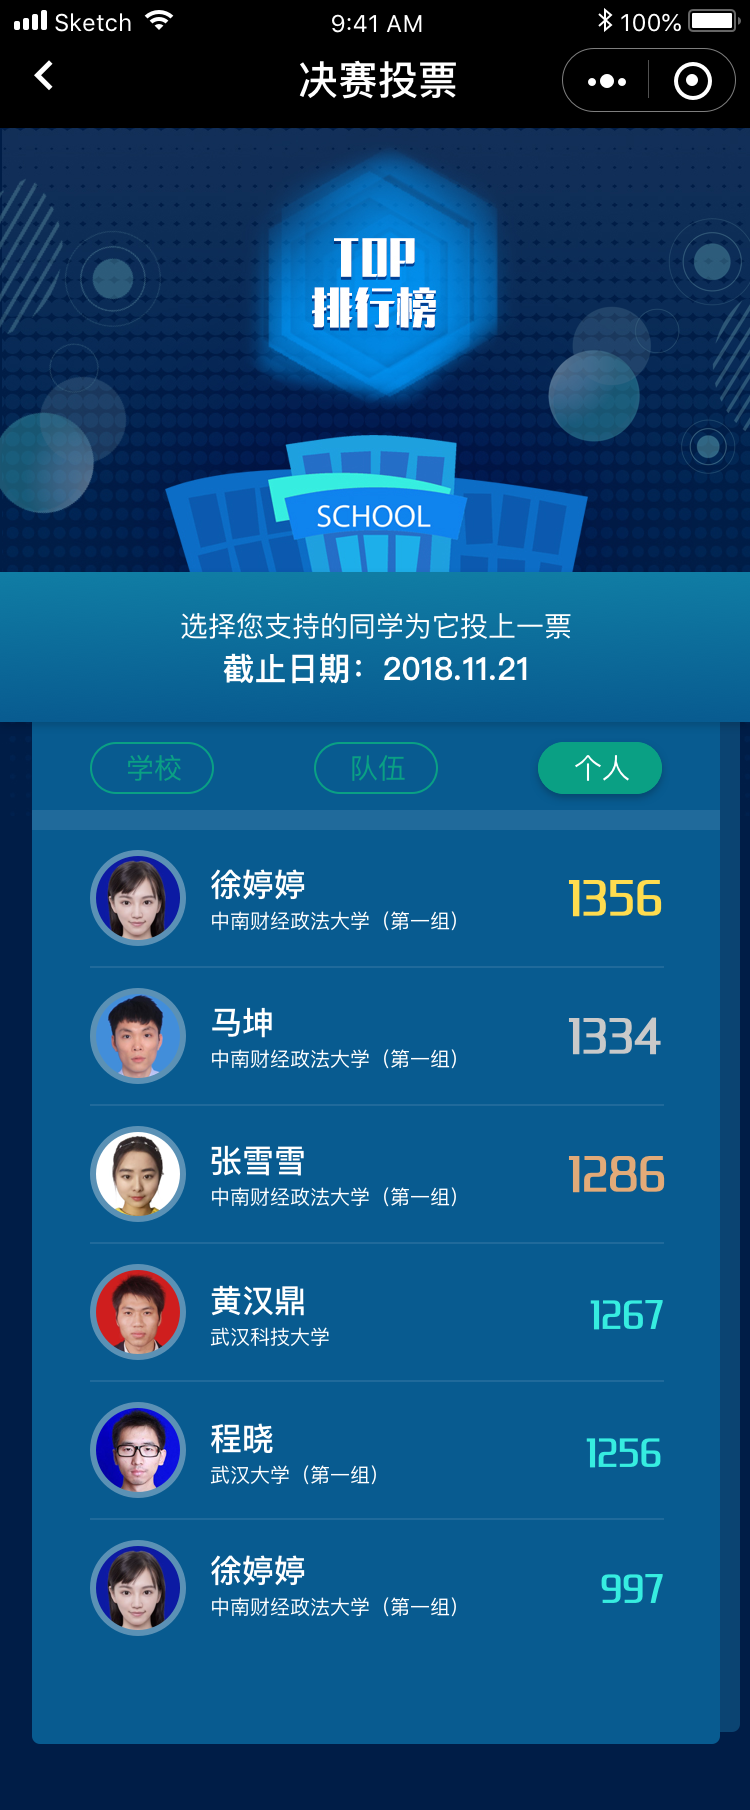 Sketch 9:41 AM 100%
决赛投票
TOP
排行榜
SCHOOL
选择您支持的同学为它投上一票
截止日期：2018.11.21
学校 队伍 个人
徐婷婷
中南财经政法大学（第一组）
1356
马坤
中南财经政法大学（第一组）
1334
张雪雪
中南财经政法大学（第一组）
1286
黄汉鼎
武汉科技大学
1267
程晓
武汉大学（第一组）
1256
徐婷婷
中南财经政法大学（第一组）
997